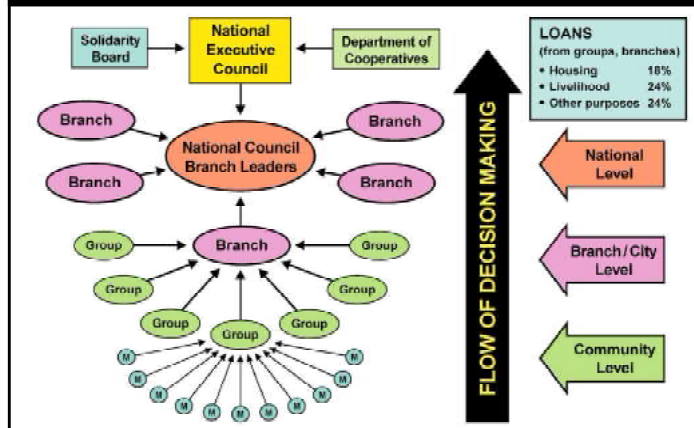 Solidarity
Board
National
Executive
Council
Department of
Cooperatives
LOANS
(from groups, branches)
• Housing 18%
• Livelihood 24%
• Other purposes 24%
Branch
Branch
National Council
Branch Leaders
Branch
Branch
National
Level
Group
Branch
Group
Branch/City
Level
Group
Group
Group
Group
Group
Community
Level
M
M
M
M
M
M
M
M
M
M
M
FLOW OF DECISION MAKING